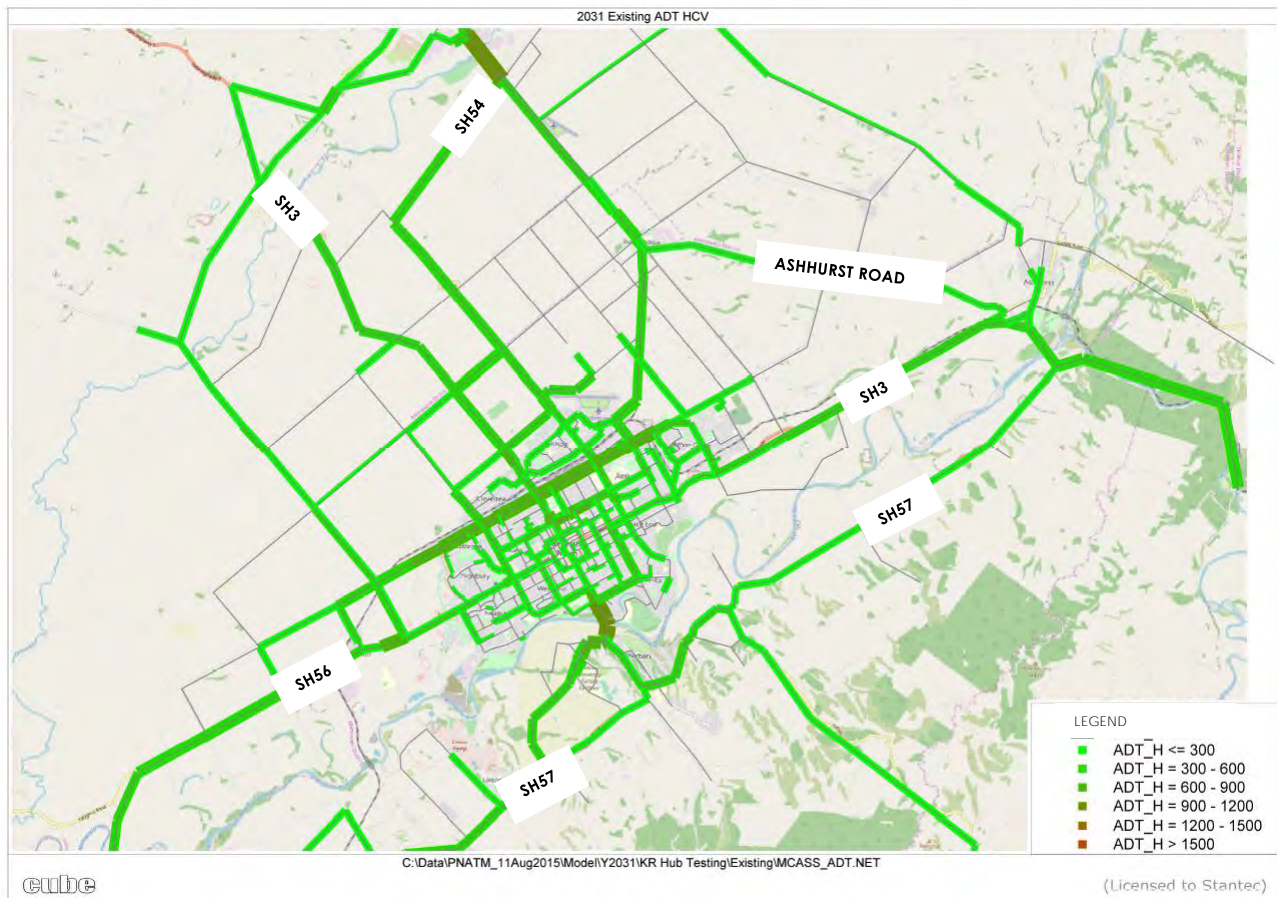 2031 Existing ADT HCV
SH54
SH3
ASHHURST ROAD
SH3
SH57
SH56
SH57
LEGEND
ADT_H <= 300
ADT_H = 300 - 600
ADT_H = 600 - 900
ADT_H = 900 - 1200
ADT_H = 1200 - 1500
ADT_H > 1500
C:\Data\PNATM_11Aug2015\Model\Y2031\KR Hub Testing\Existing\MCASS_ADT.NET
cube
(Licensed to Stantec)